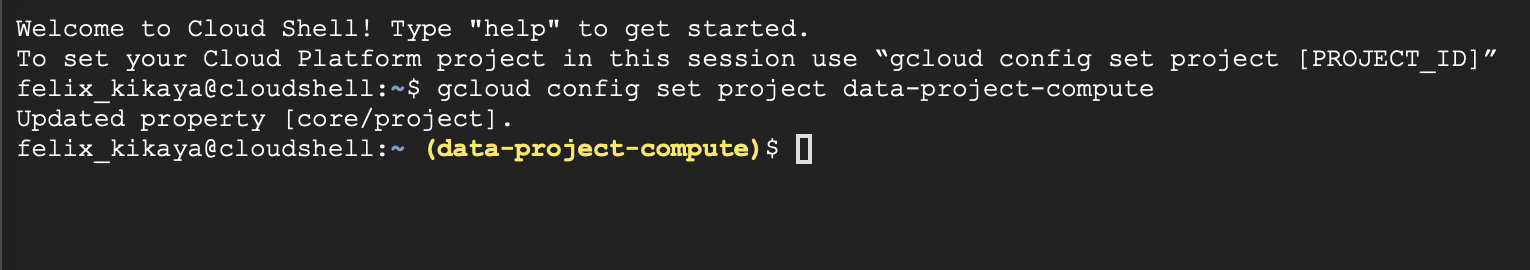 Welcome to Cloud Shell! Type "help" to get started.
To set your Cloud Platform project in this session use “gcloud config set project [PROJECT_ID]”
felix_kikaya@cloudshell:~$ gcloud config set project data-project-compute
Updated property [core/project].
felix_kikaya@cloudshell:~ (data-project-compute)$